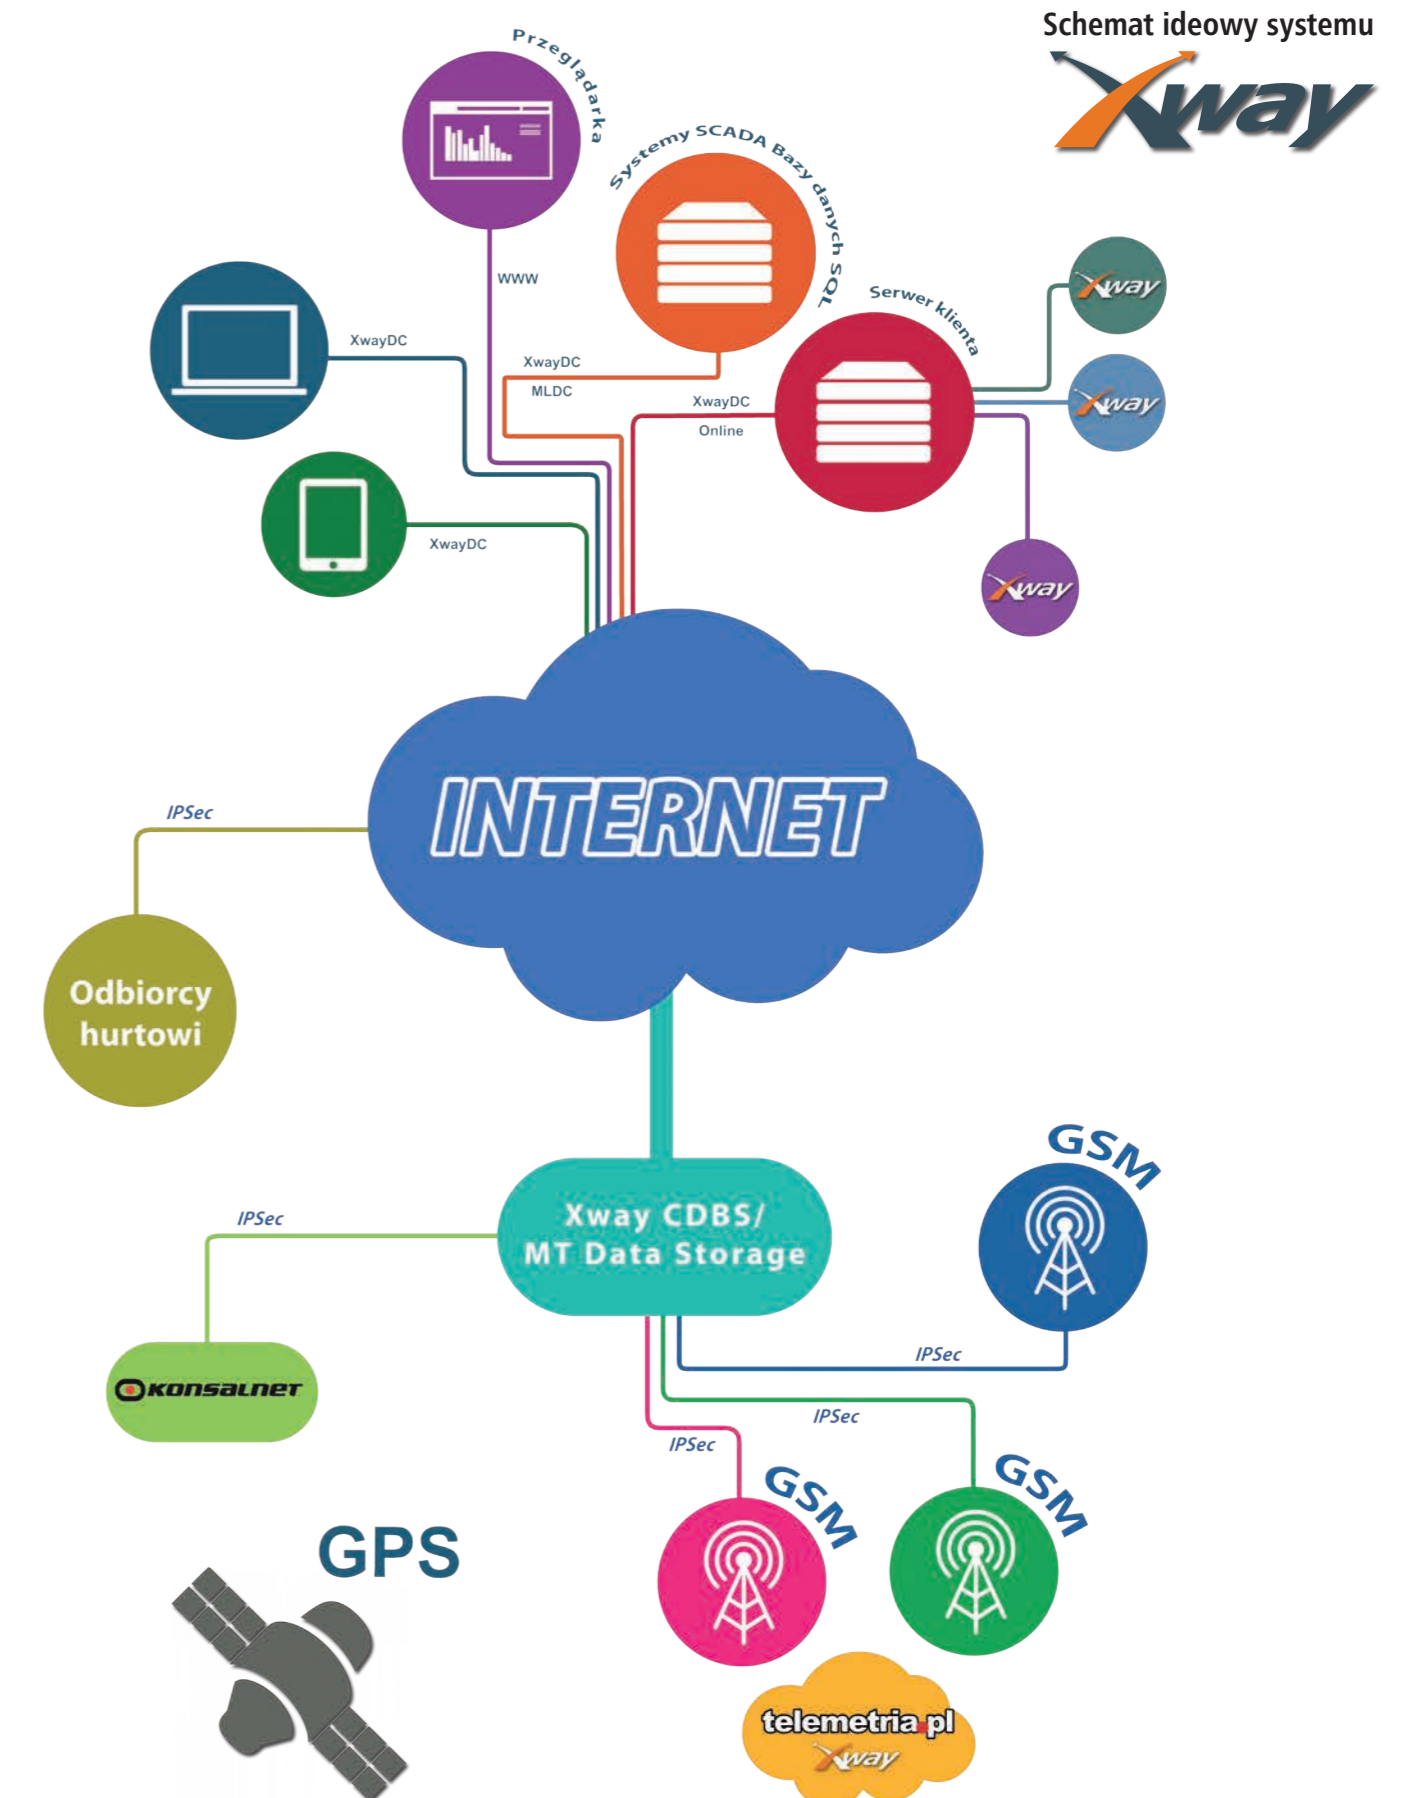 Schemat ideowy systemu
Xway
Przeglądarka
Systemy SCADA Bazy danych SQL
Serwer klienta
WWW
XwayDC
XwayDC
MLDC
XwayDC
Online
XwayDC
Xway
Xway
Xway
INTERNET
IPSec
Odbiorcy
hurtowi
Xway CDBS/
MT Data Storage
IPSec
KONSALNET
GSM
IPSec
IPSec
IPSec
GSM
GSM
GPS
telemetria.pl
Xway